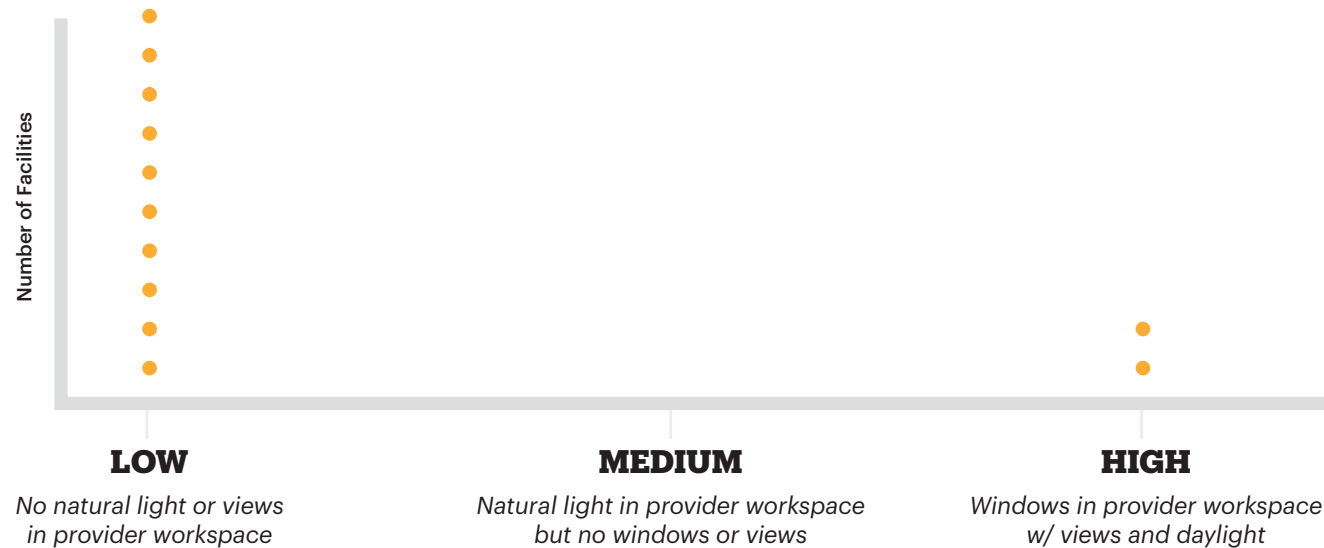 Number of Facilities
LOW
No natural light or views
in provider workspace
MEDIUM
Natural light in provider workspace
but no windows or views
HIGH
Windows in provider workspace
w/ views and daylight